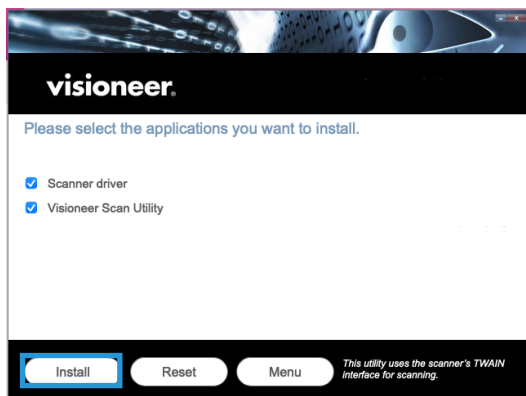 visioneer.
Please select the applications you want to install.
Scanner driver
Visioneer Scan Utility
Install
Reset
Menu
This utility uses the scanner's TWAIN
interface for scanning.